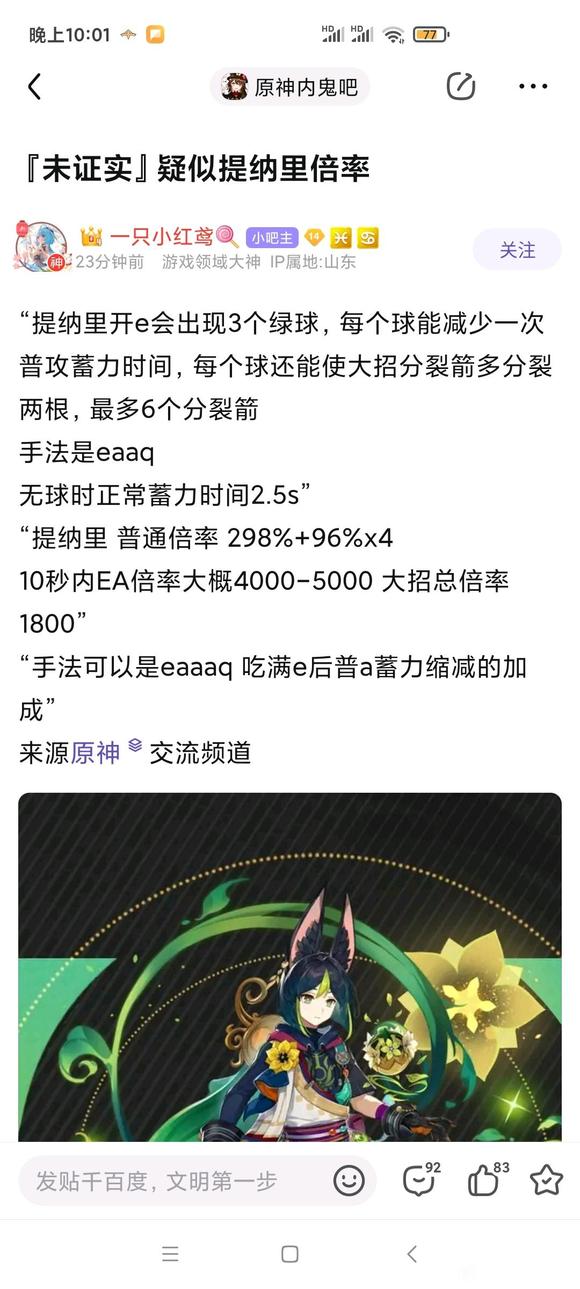 晚上10:01
HD HD 77
原神内鬼吧
『未证实』疑似提纳里倍率
一只小红鸢 小吧主 14
神 23分钟前 游戏领域大神 IP属地:山东
关注
“提纳里开e会出现3个绿球，每个球能减少一次
普攻蓄力时间，每个球还能使大招分裂箭多分裂
两根，最多6个分裂箭
手法是eaaq
无球时正常蓄力时间2.5s”
“提纳里 普通倍率 298%+96%x4
10秒内EA倍率大概4000-5000 大招总倍率
1800”
“手法可以是eaaaq 吃满e后普a蓄力缩减的加
成”
来源原神 交流频道
发贴千百度，文明第一步
92
83